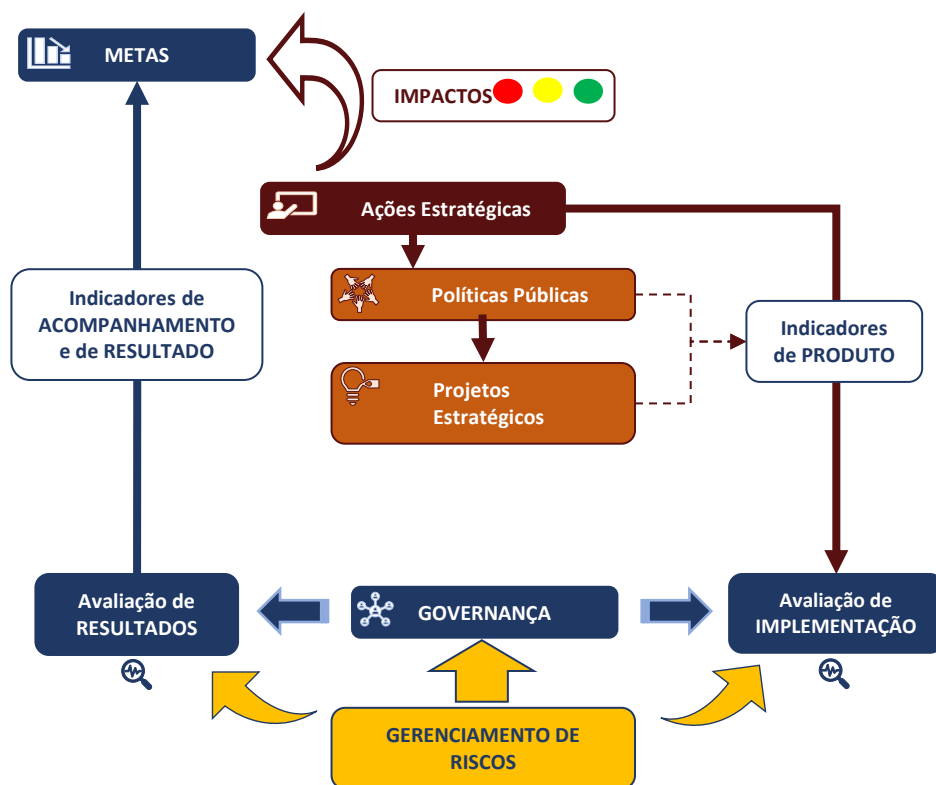 METAS
IMPACTOS
Ações Estratégicas
Políticas Públicas
Indicadores de
ACOMPANHAMENTO
e de RESULTADO
Indicadores
de PRODUTO
Projetos
Estratégicos
Avaliação de
RESULTADOS
GOVERNANÇA
Avaliação de
IMPLEMENTAÇÃO
GERENCIAMENTO DE
RISCOS